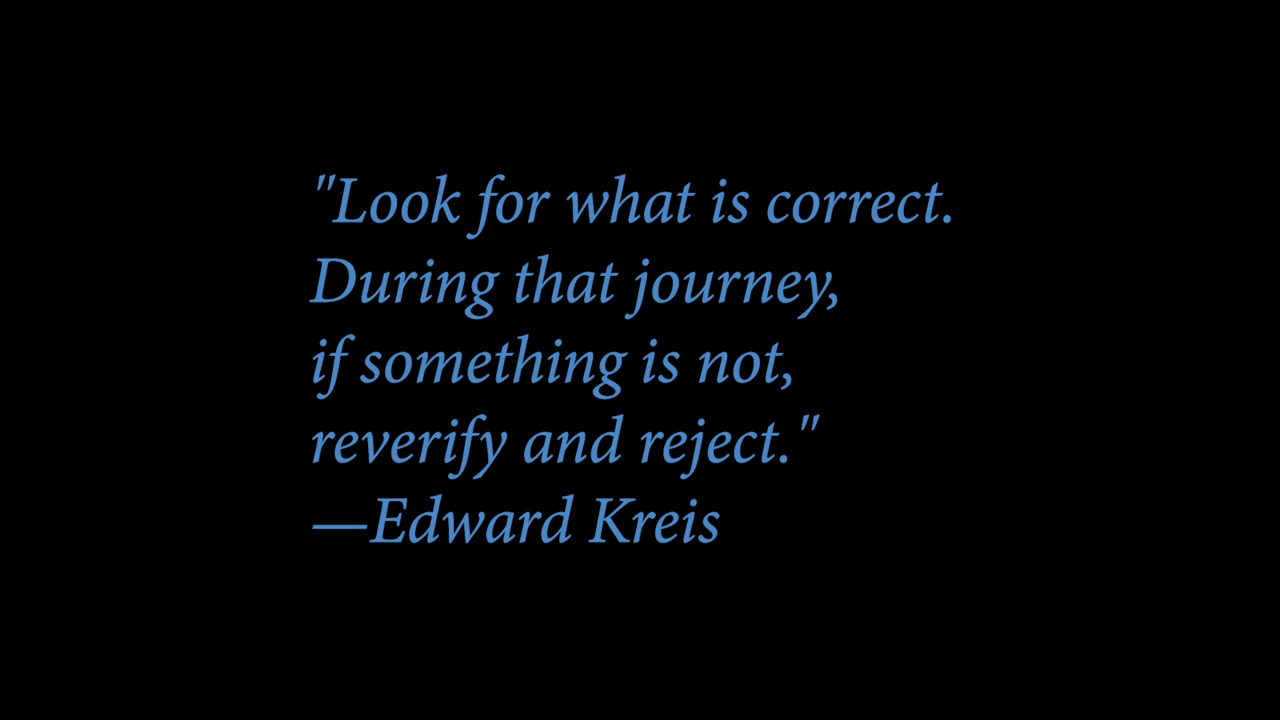 "Look for what is correct.
During that journey,
if something is not,
reverify and reject."
—Edward Kreis